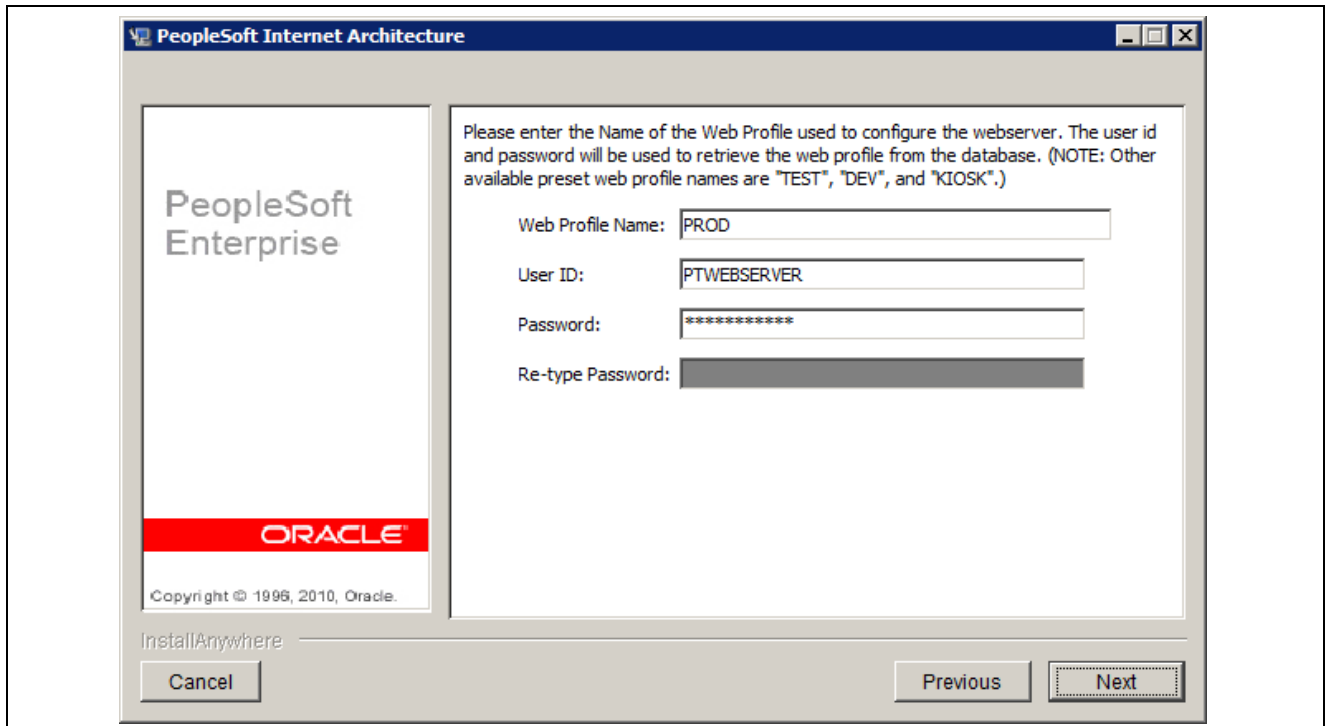 PeopleSoft Internet Architecture
PeopleSoft
Enterprise
ORACLE
Copyright © 1996, 2010, Oracle.
Please enter the Name of the Web Profile used to configure the webserver. The user id
and password will be used to retrieve the web profile from the database. (NOTE: Other
available preset web profile names are "TEST", "DEV", and "KIOSK".)
Web Profile Name: PROD
User ID: PTWEBSERVER
Password: ***********
Re-type Password:
InstallAnywhere
Cancel Previous Next